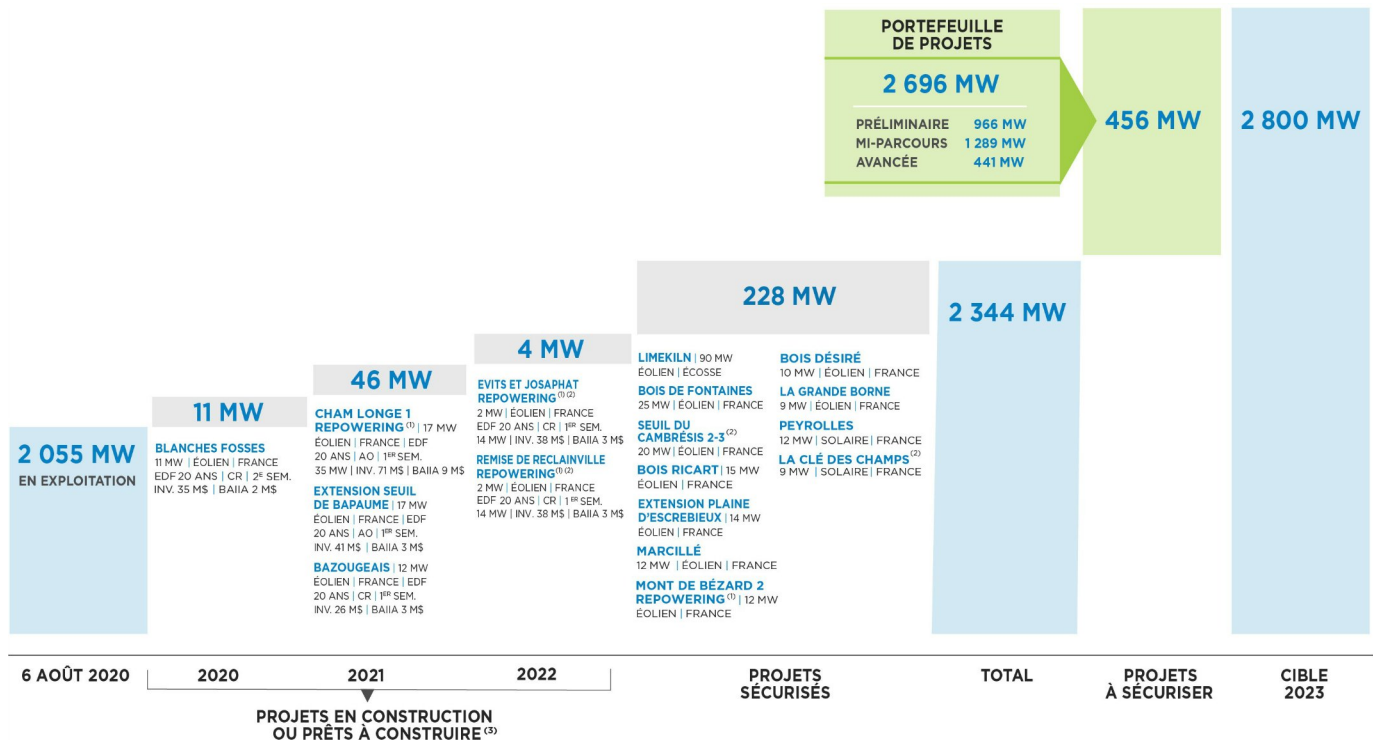 PORTEFEUILLE
DE PROJETS
2 696 MW
PRÉLIMINAIRE 966 MW
MI-PARCOURS 1 289 MW
AVANCÉE 441 MW
456 MW
2 800 MW
2 055 MW
EN EXPLOITATION
11 MW
BLANCHES FOSSES
11 MW | ÉOLIEN | FRANCE
EDF 20 ANS | CR | 2E SEM.
INV. 35 M$ | BAIIA 2 M$
46 MW
CHAM LONGE 1
REPOWERING (1) | 17 MW
ÉOLIEN | FRANCE | EDF
20 ANS | AO | 1ER SEM.
35 MW | INV. 71 M$ | BAIIA 9 M$
EXTENSION SEUIL
DE BAPAUME | 17 MW
ÉOLIEN | FRANCE | EDF
20 ANS | AO | 1ER SEM.
INV. 41 M$ | BAIIA 3 M$
BAZOUGEAIS | 12 MW
ÉOLIEN | FRANCE | EDF
20 ANS | CR | 1ER SEM.
INV. 26 M$ | BAIIA 3 M$
4 MW
EVITS ET JOSAPHAT
REPOWERING (1) (2)
2 MW | ÉOLIEN | FRANCE
EDF 20 ANS | CR | 1ER SEM.
14 MW | INV. 38 M$ | BAIIA 3 M$
REMISE DE RECLAINVILLE
REPOWERING (1) (2)
2 MW | ÉOLIEN | FRANCE
EDF 20 ANS | CR | 1ER SEM.
14 MW | INV. 38 M$ | BAIIA 3 M$
228 MW
LIMEKILN | 90 MW
ÉOLIEN | ÉCOSSE
BOIS DE FONTAINES
25 MW | ÉOLIEN | FRANCE
SEUIL DU
CAMBRÉSIS 2-3 (2)
20 MW | ÉOLIEN | FRANCE
BOIS RICART | 15 MW
ÉOLIEN | FRANCE
EXTENSION PLAINE
D'ESCREBIEUX | 14 MW
ÉOLIEN | FRANCE
MARCILLÉ
12 MW | ÉOLIEN | FRANCE
MONT DE BÉZARD 2
REPOWERING (1) | 12 MW
ÉOLIEN | FRANCE
BOIS DÉSIRÉ
10 MW | ÉOLIEN | FRANCE
LA GRANDE BORNE
9 MW | ÉOLIEN | FRANCE
PEYROLLES
12 MW | SOLAIRE | FRANCE
LA CLÉ DES CHAMPS (2)
9 MW | SOLAIRE | FRANCE
2 344 MW
6 AOÛT 2020
2020
2021
2022
PROJETS EN CONSTRUCTION
OU PRÊTS À CONSTRUIRE (3)
PROJETS
SÉCURISÉS
TOTAL
PROJETS
À SÉCURISER
CIBLE
2023